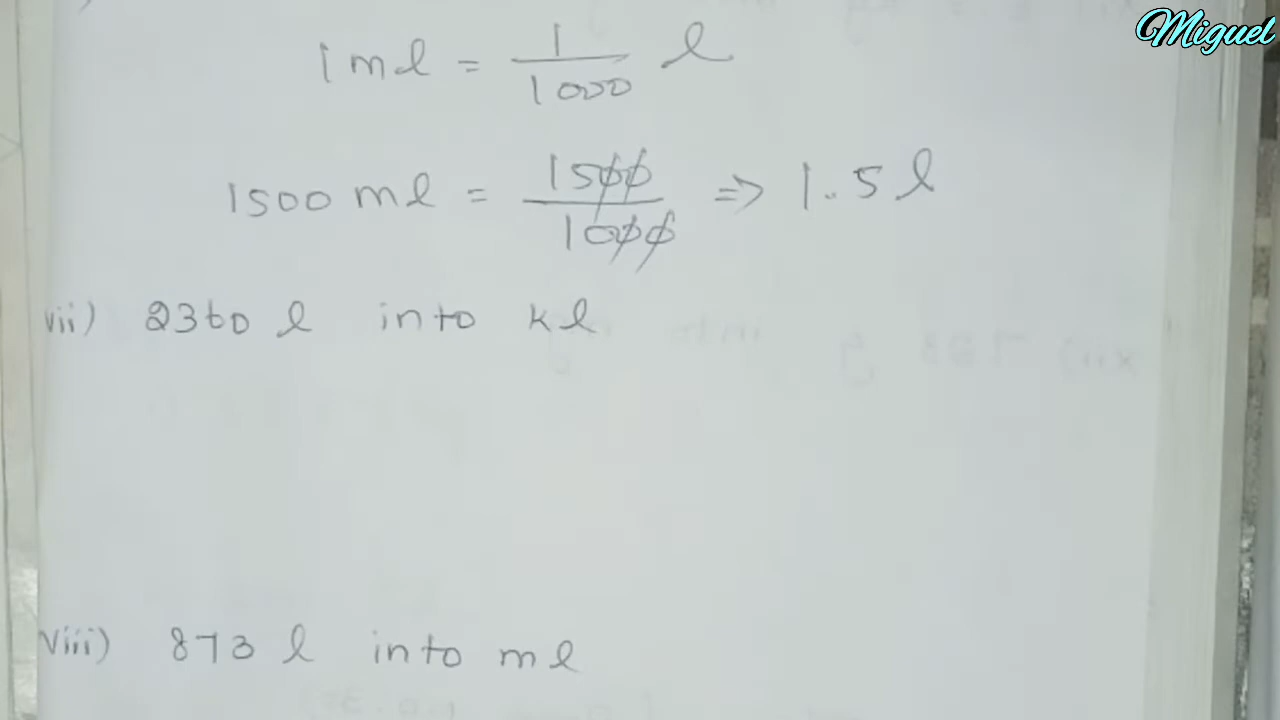 Miguel
1 ml = 1/1000 l
1500 ml = 1500/1000 => 1.5 l
vii) 2360 l into kl
viii) 873 l into ml